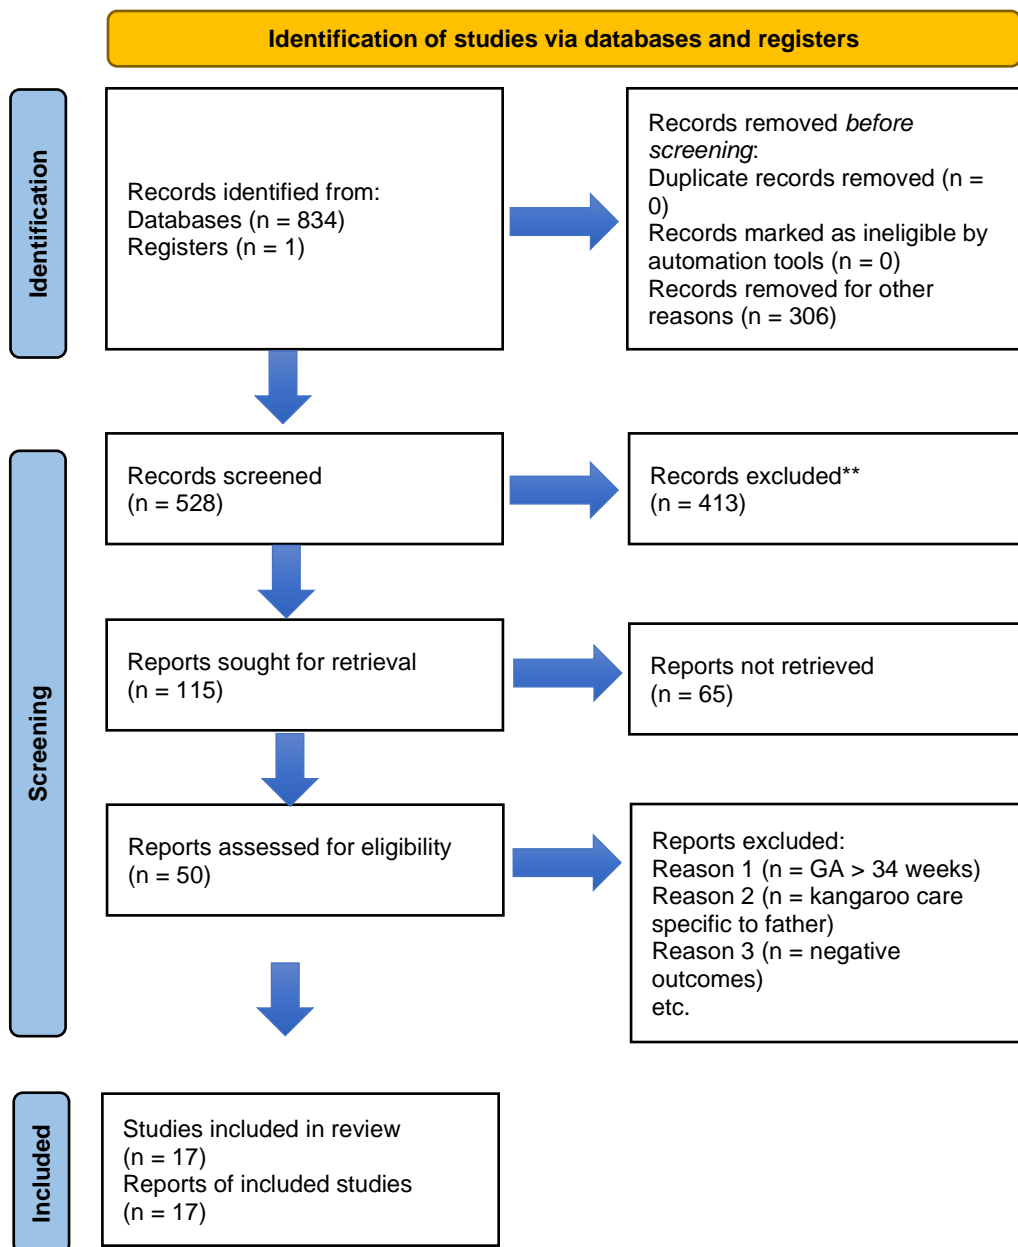 Identification of studies via databases and registers
Identification
Records identified from:
Databases (n = 834)
Registers (n = 1)
Records removed before
screening:
Duplicate records removed (n =
0)
Records marked as ineligible by
automation tools (n = 0)
Records removed for other
reasons (n = 306)
Screening
Records screened
(n = 528)
Records excluded**
(n = 413)
Reports sought for retrieval
(n = 115)
Reports not retrieved
(n = 65)
Reports assessed for eligibility
(n = 50)
Reports excluded:
Reason 1 (n = GA > 34 weeks)
Reason 2 (n = kangaroo care
specific to father)
Reason 3 (n = negative
outcomes)
etc.
Included
Studies included in review
(n = 17)
Reports of included studies
(n = 17)